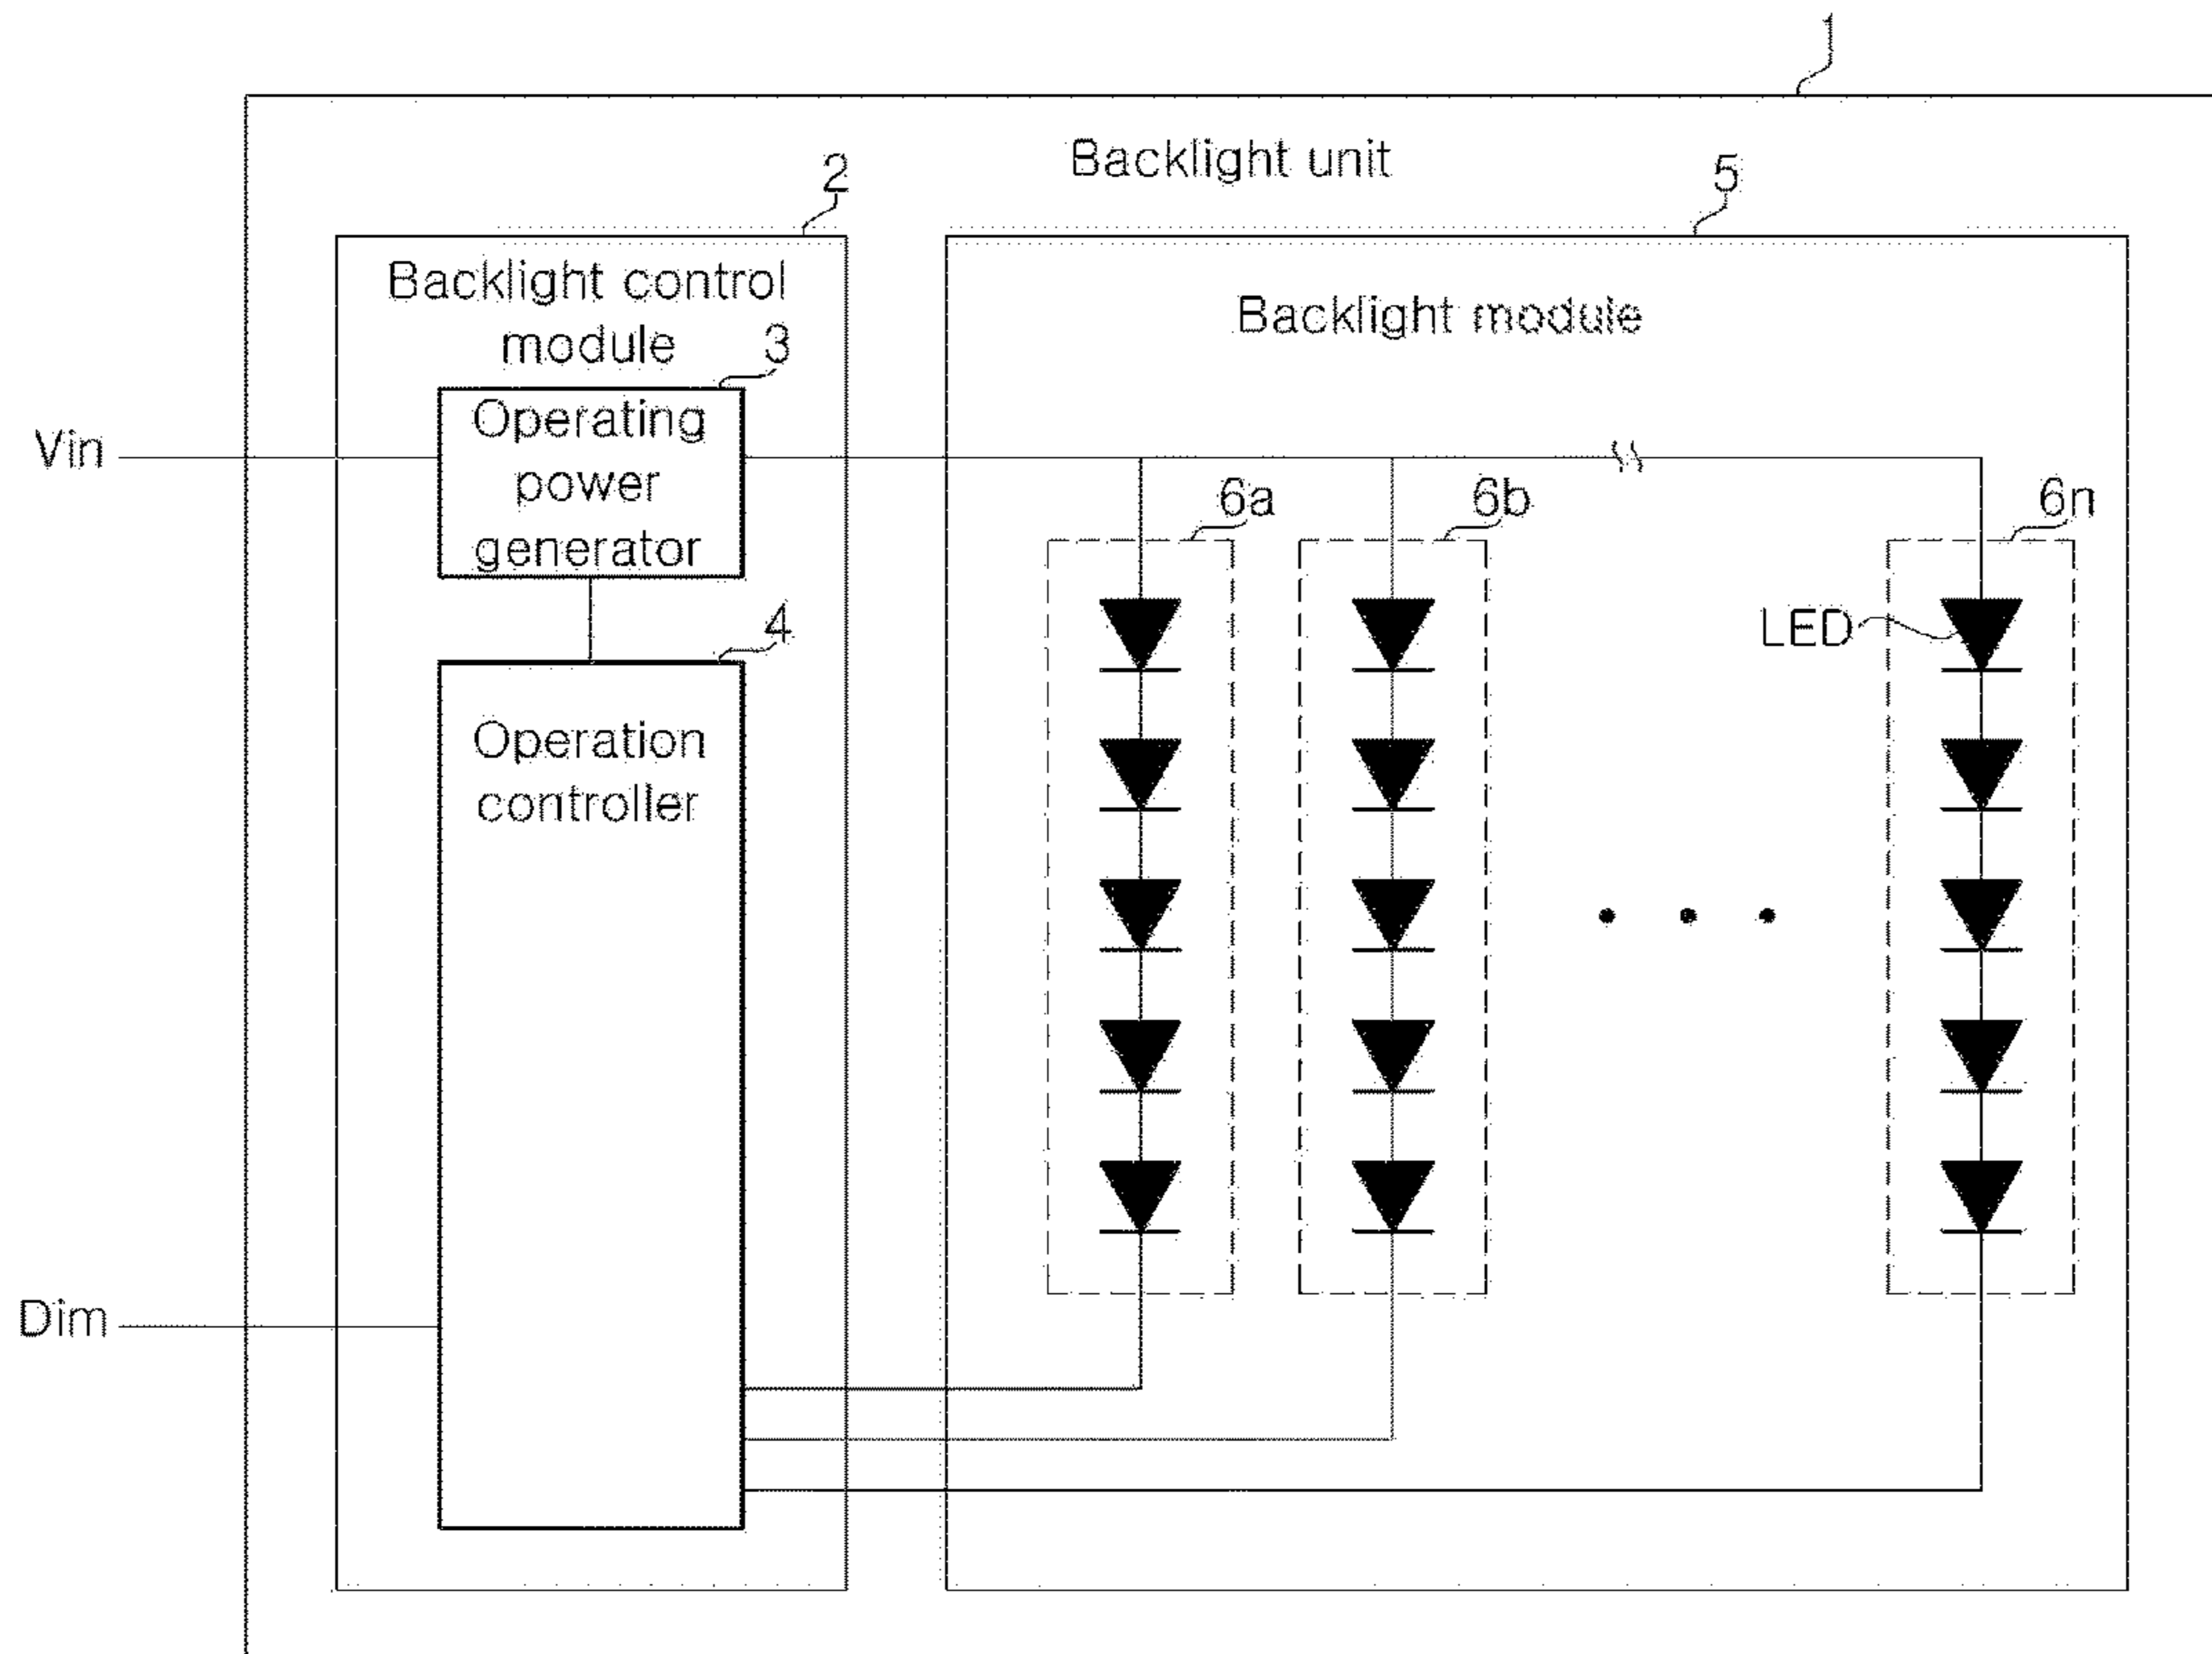 1
Backlight unit
2
5
Backlight control
module
Backlight module
3
Operating
power
generator
Vin
6a
6b
6n
LED
4
Operation
controller
Dim